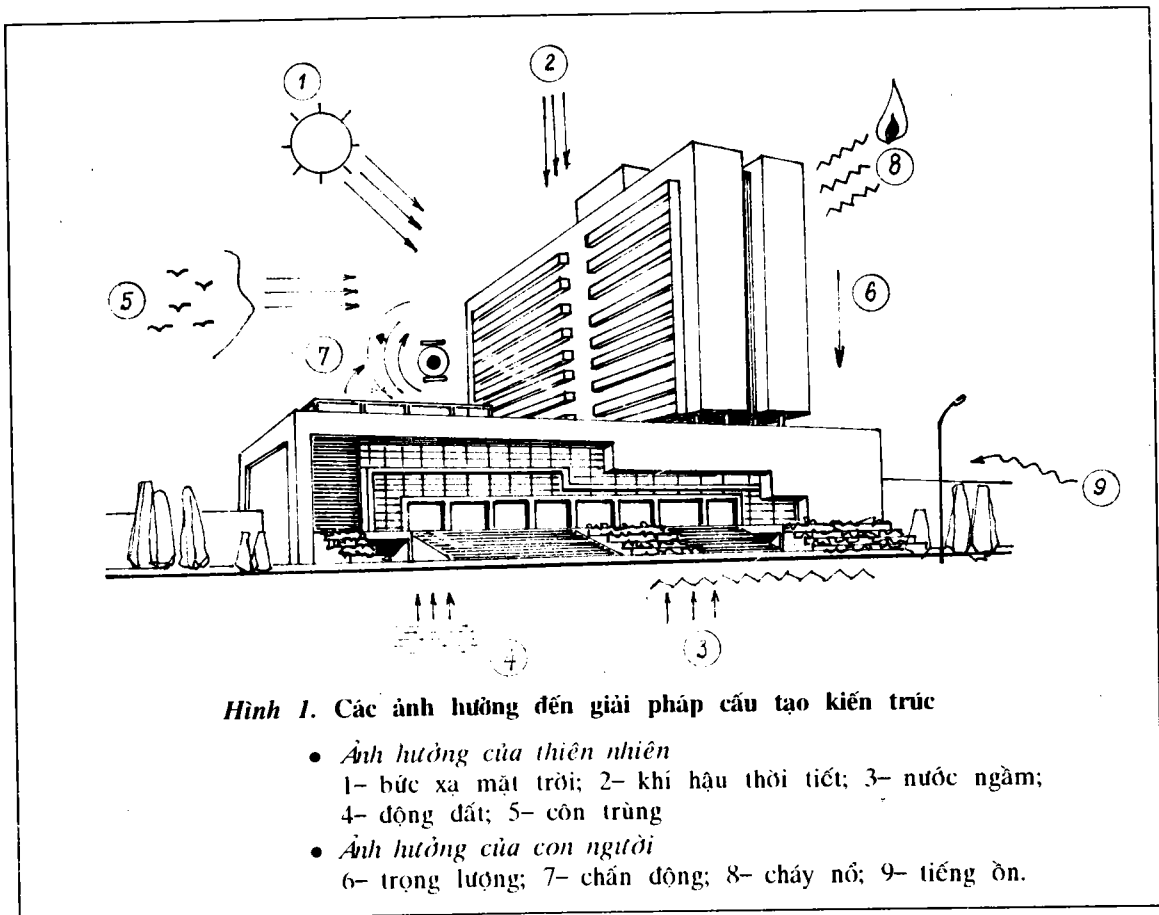 1
2
8
5
6
7
9
4
3
Hình 1. Các ảnh hưởng đến giải pháp cấu tạo kiến trúc
• Ảnh hưởng của thiên nhiên
1– bức xạ mặt trời; 2– khí hậu thời tiết; 3– nước ngầm;
4– động đất; 5– côn trùng
• Ảnh hưởng của con người
6– trọng lượng; 7– chấn động; 8– cháy nổ; 9– tiếng ồn.